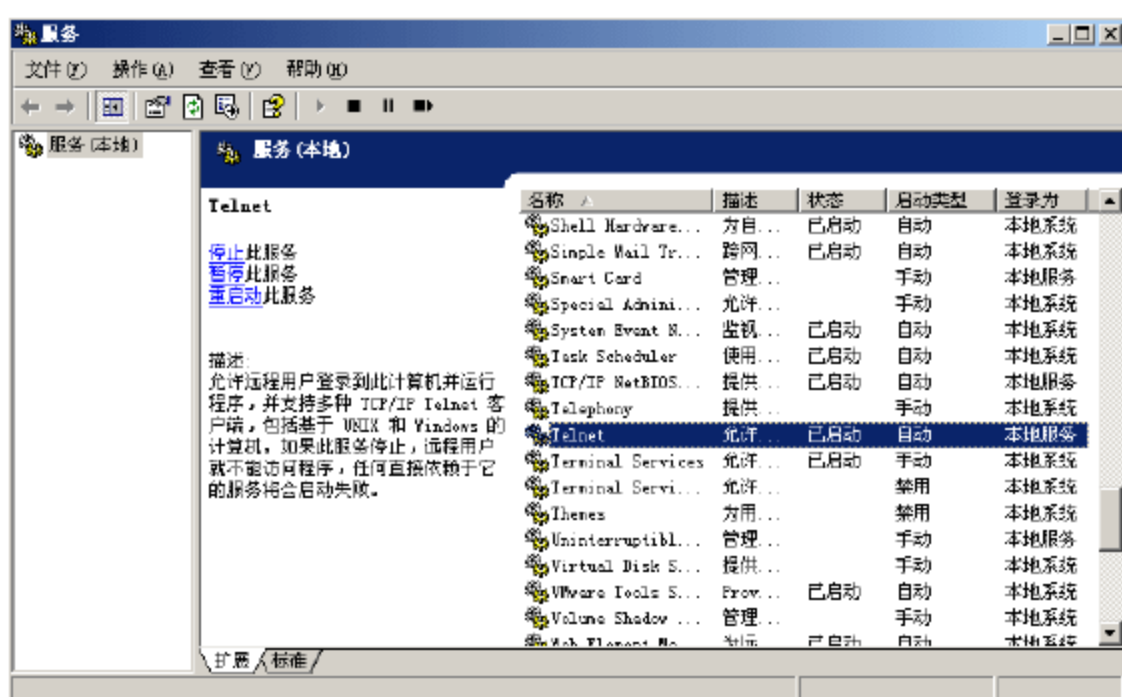 服务
文件(F) 操作(A) 查看(V) 帮助(H)
服务(本地)
服务(本地)
Telnet
停止此服务
暂停此服务
重启动此服务
描述:
允许远程用户登录到此计算机并运行
程序，并支持多种 TCP/IP Telnet 客
户端，包括基于 UNIX 和 Windows 的
计算机。如果此服务停止，远程用户
就不能访问程序，任何直接依赖于它
的服务将会启动失败。
名称 描述 状态 启动类型 登录为
Shell Hardware... 为自... 已启动 自动 本地系统
Simple Mail Tr... 跨网... 已启动 自动 本地系统
Smart Card 管理... 手动 本地服务
Special Admini... 允许... 手动 本地系统
System Event N... 监视... 已启动 自动 本地系统
Task Scheduler 使用... 已启动 自动 本地系统
TCP/IP NetBIOS... 提供... 已启动 自动 本地服务
Telephony 提供... 手动 本地系统
Telnet 允许... 已启动 自动 本地服务
Terminal Services 允许... 已启动 手动 本地系统
Terminal Servi... 允许... 禁用 本地系统
Themes 为用... 禁用 本地系统
Uninterruptibl... 管理... 手动 本地服务
Virtual Disk S... 提供... 手动 本地系统
VMware Tools S... Prov... 已启动 自动 本地系统
Volume Shadow ... 管理... 手动 本地系统
Web Element Ma... 已启动 自动 本地系统
扩展 标准